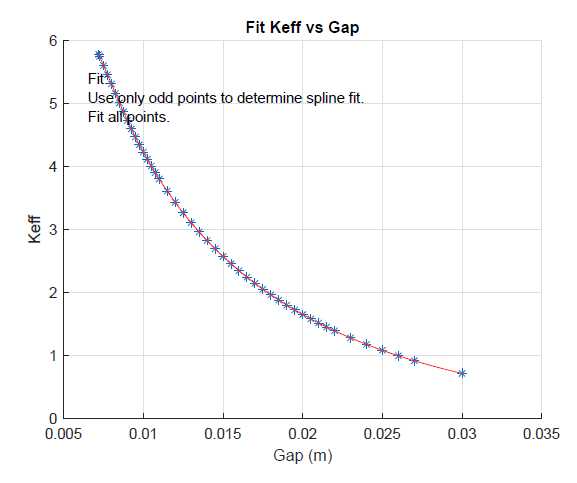 Fit Keff vs Gap
6
5
4
3
2
1
0
Keff
Fit:
Use only odd points to determine spline fit.
Fit all points.
0.005 0.01 0.015 0.02 0.025 0.03 0.035
Gap (m)